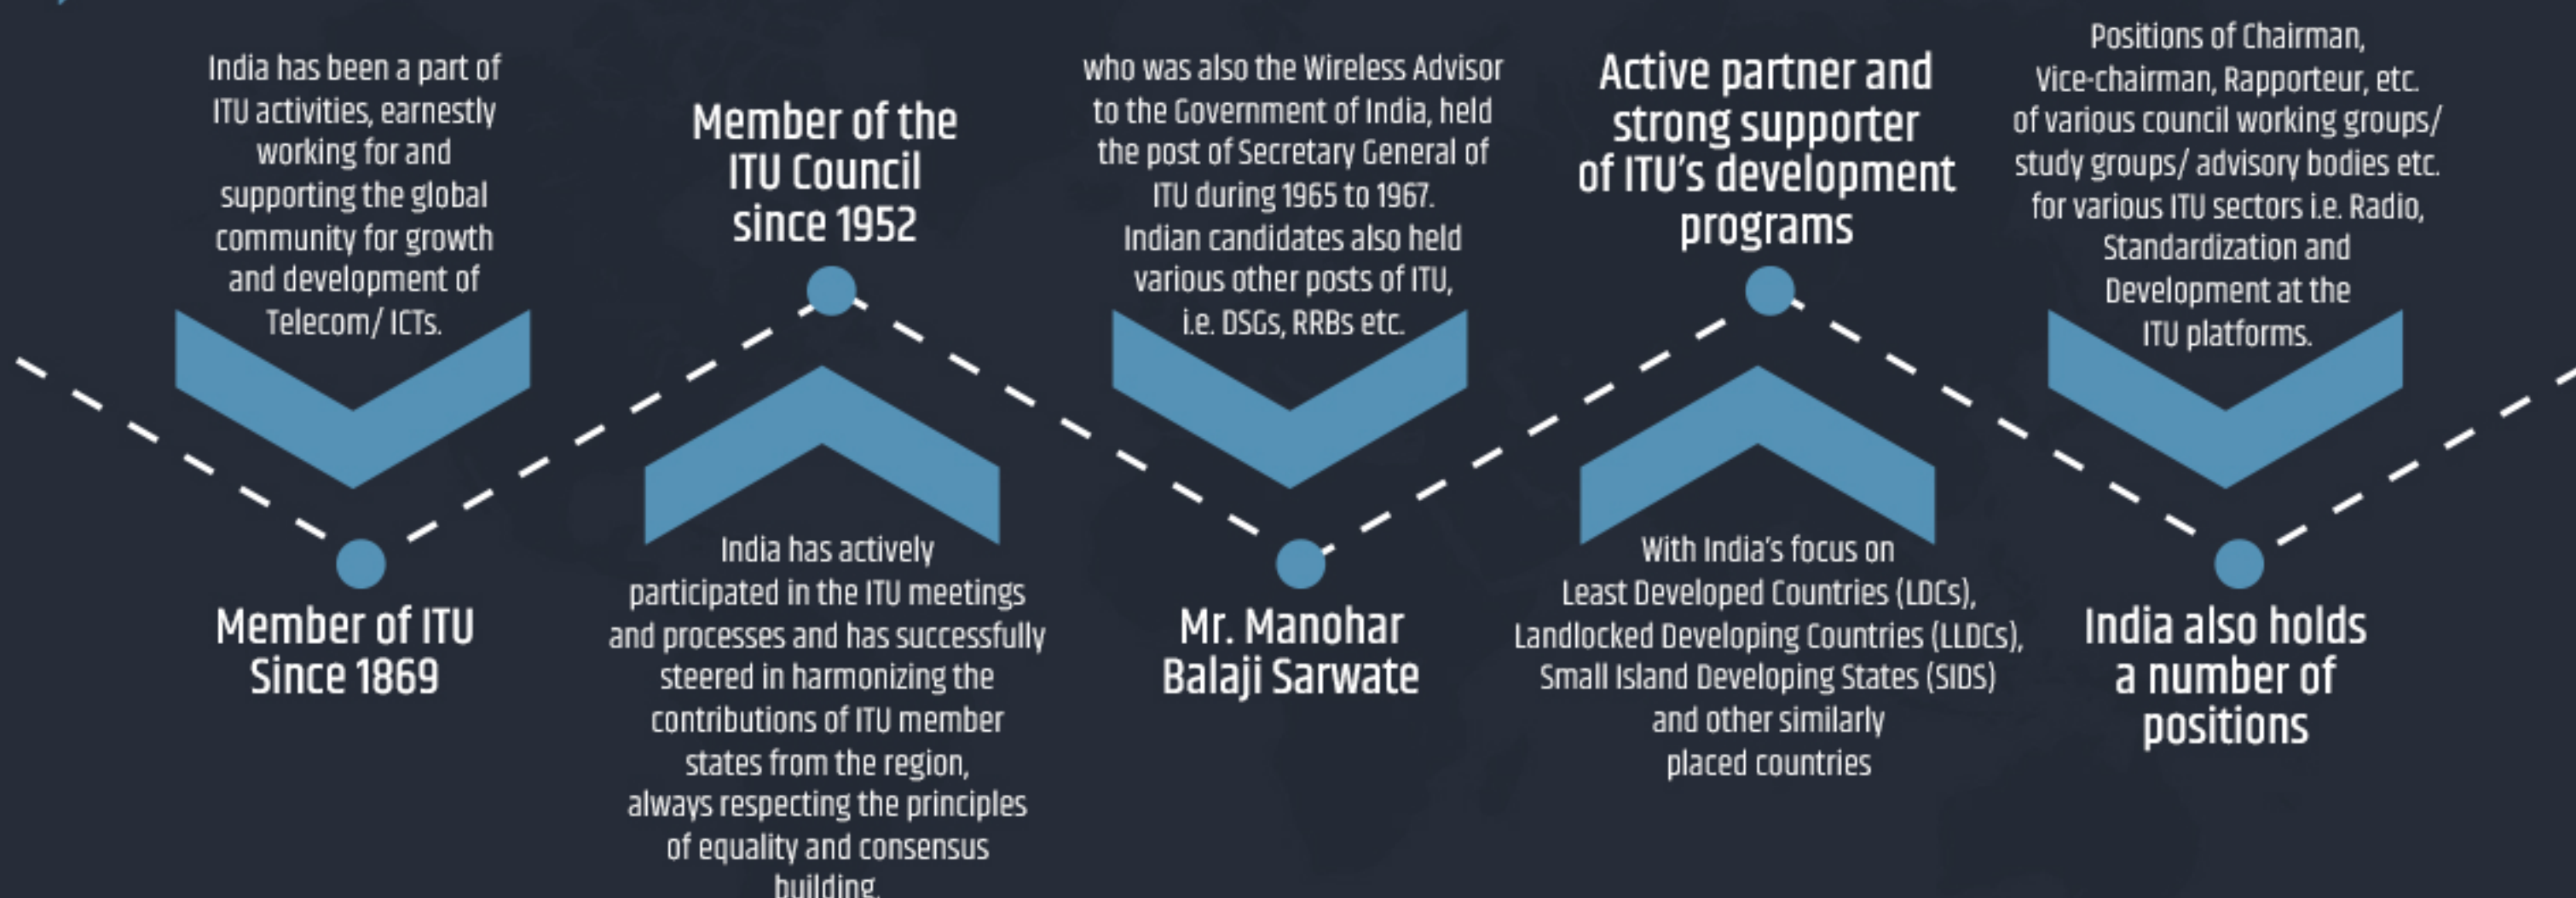 India has been a part of
ITU activities, earnestly
working for and
supporting the global
community for growth
and development of
Telecom/ ICTs.
Member of ITU
Since 1869
Member of the
ITU Council
since 1952
India has actively
participated in the ITU meetings
and processes and has successfully
steered in harmonizing the
contributions of ITU member
states from the region,
always respecting the principles
of equality and consensus
building.
who was also the Wireless Advisor
to the Government of India, held
the post of Secretary General of
ITU during 1965 to 1967.
Indian candidates also held
various other posts of ITU,
i.e. DSGs, RRBs etc.
Mr. Manohar
Balaji Sarwate
Active partner and
strong supporter
of ITU’s development
programs
With India’s focus on
Least Developed Countries (LDCs),
Landlocked Developing Countries (LLDCs),
Small Island Developing States (SIDS)
and other similarly
placed countries
Positions of Chairman,
Vice-chairman, Rapporteur, etc.
of various council working groups/
study groups/ advisory bodies etc.
for various ITU sectors i.e. Radio,
Standardization and
Development at the
ITU platforms.
India also holds
a number of
positions